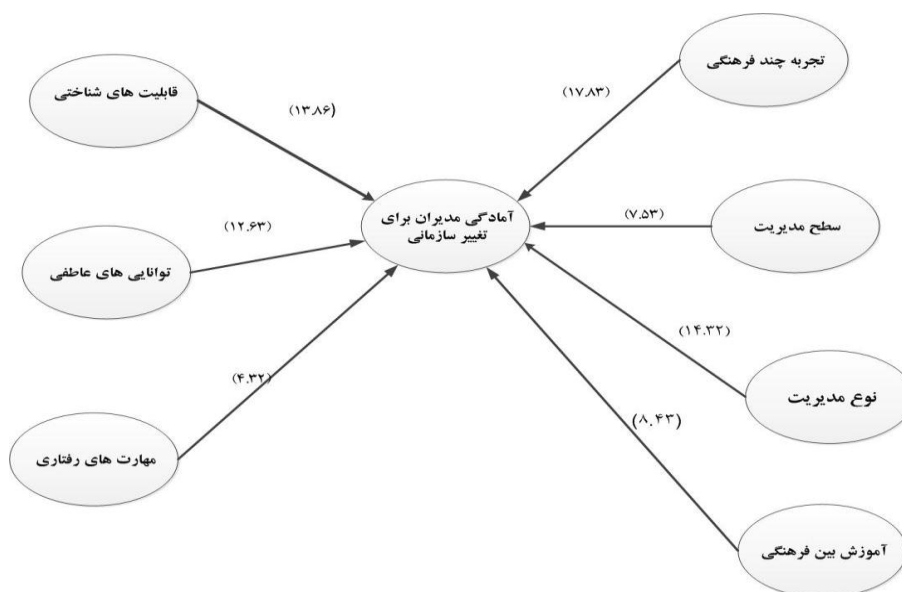 تجربه چند فرهنگی
قابلیت های شناختی
(۱۷.۸۳)
(۱۳.۸۶)
آمادگی مدیران برای
تغییر سازمانی
سطح مدیریت
(۷.۵۳)
(۱۲.۶۳)
توانایی های عاطفی
(۱۴.۳۲)
نوع مدیریت
(۴.۳۲)
(۸.۴۳)
مهارت های رفتاری
آموزش بین فرهنگی